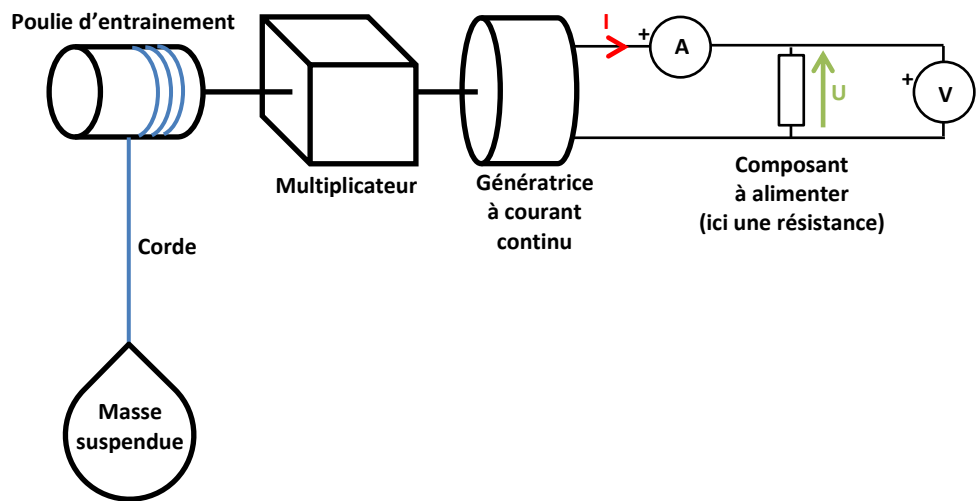 Poulie d'entrainement
I
+
A
U
+
V
Multiplicateur
Génératrice
à courant
continu
Composant
à alimenter
(ici une résistance)
Corde
Masse
suspendue